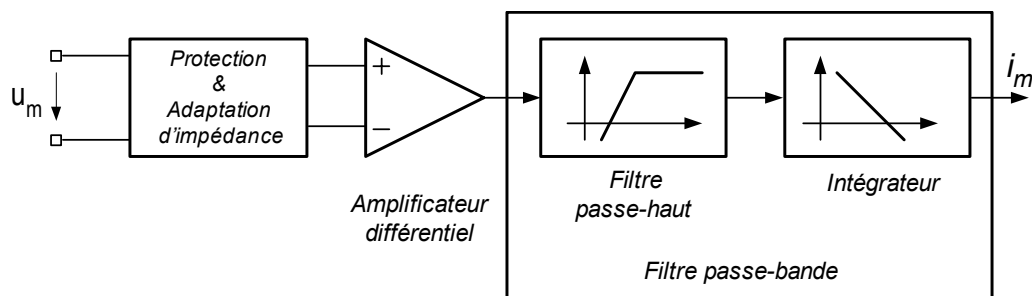 u_m
Protection
&
Adaptation
d'impédance
+
−
Amplificateur
différentiel
Filtre
passe-haut
Intégrateur
i_m
Filtre passe-bande